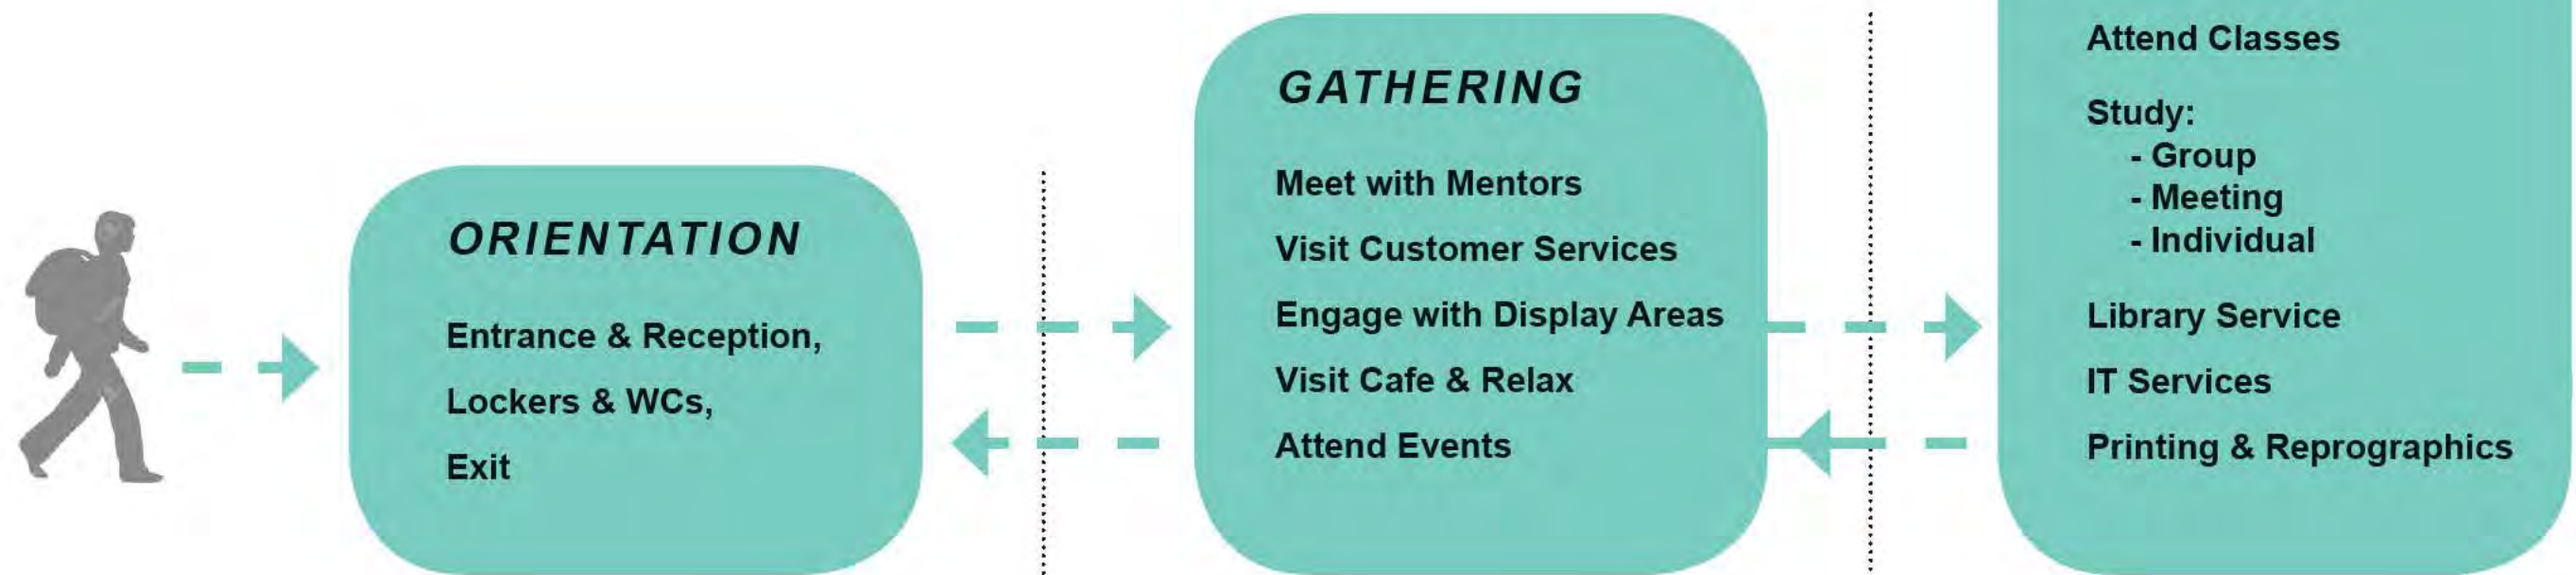 ORIENTATION
Entrance & Reception,
Lockers & WCs,
Exit
GATHERING
Meet with Mentors
Visit Customer Services
Engage with Display Areas
Visit Cafe & Relax
Attend Events
Attend Classes
Study:
- Group
- Meeting
- Individual
Library Service
IT Services
Printing & Reprographics